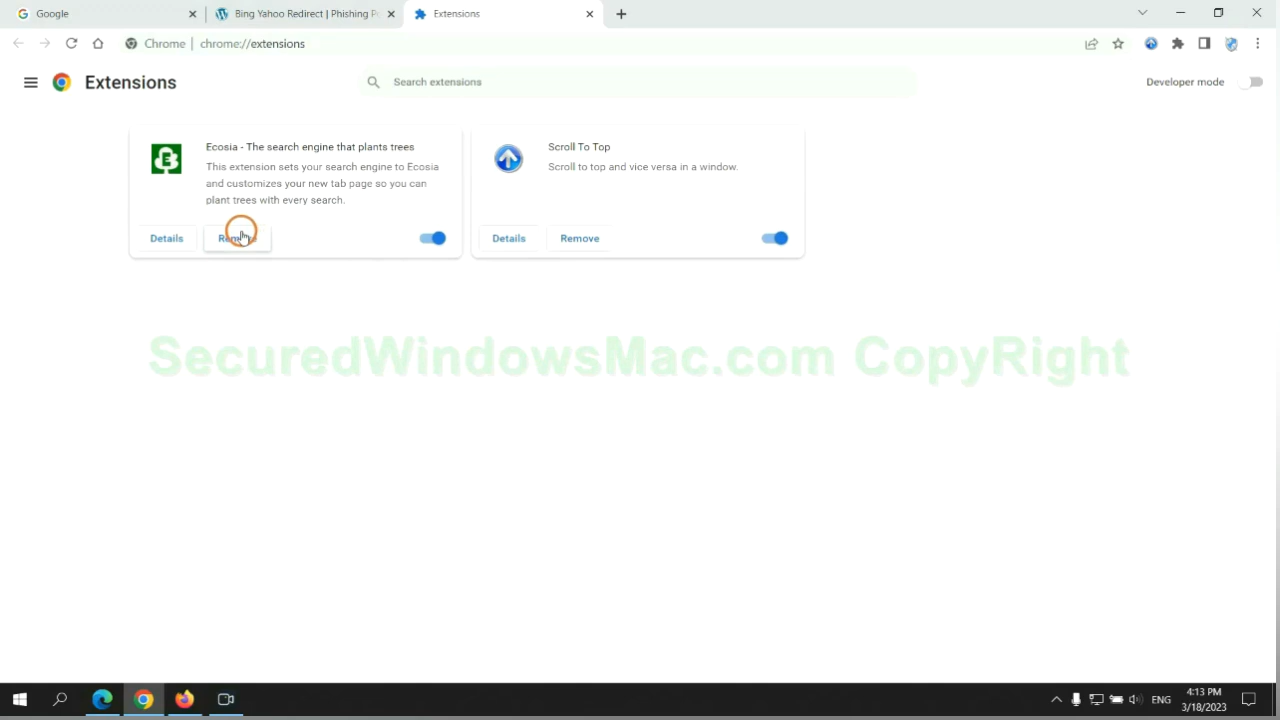 Google
Bing Yahoo Redirect | Phishing P
Extensions
Chrome | chrome://extensions
Extensions
Search extensions
Developer mode
Ecosia - The search engine that plants trees
This extension sets your search engine to Ecosia
and customizes your new tab page so you can
plant trees with every search.
Details
Scroll To Top
Scroll to top and vice versa in a window.
Details Remove
SecuredWindowsMac.com CopyRight
ENG
4:13 PM
3/18/2023